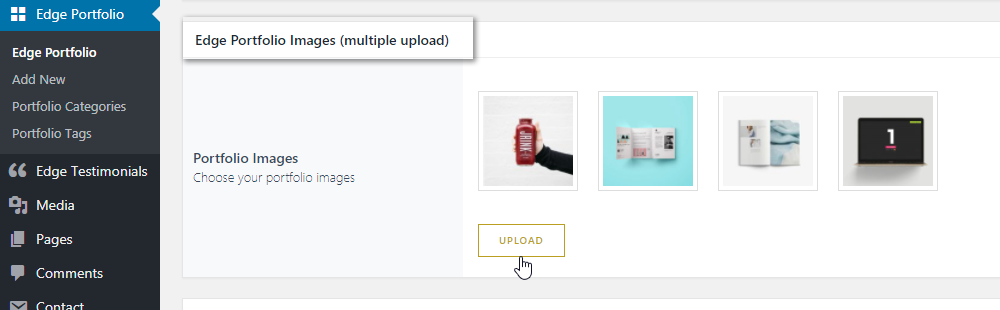 Edge Portfolio
Edge Portfolio
Add New
Portfolio Categories
Portfolio Tags
Edge Testimonials
Media
Pages
Comments
Contact
Edge Portfolio Images (multiple upload)
Portfolio Images
Choose your portfolio images
DRINK
1
UPLOAD